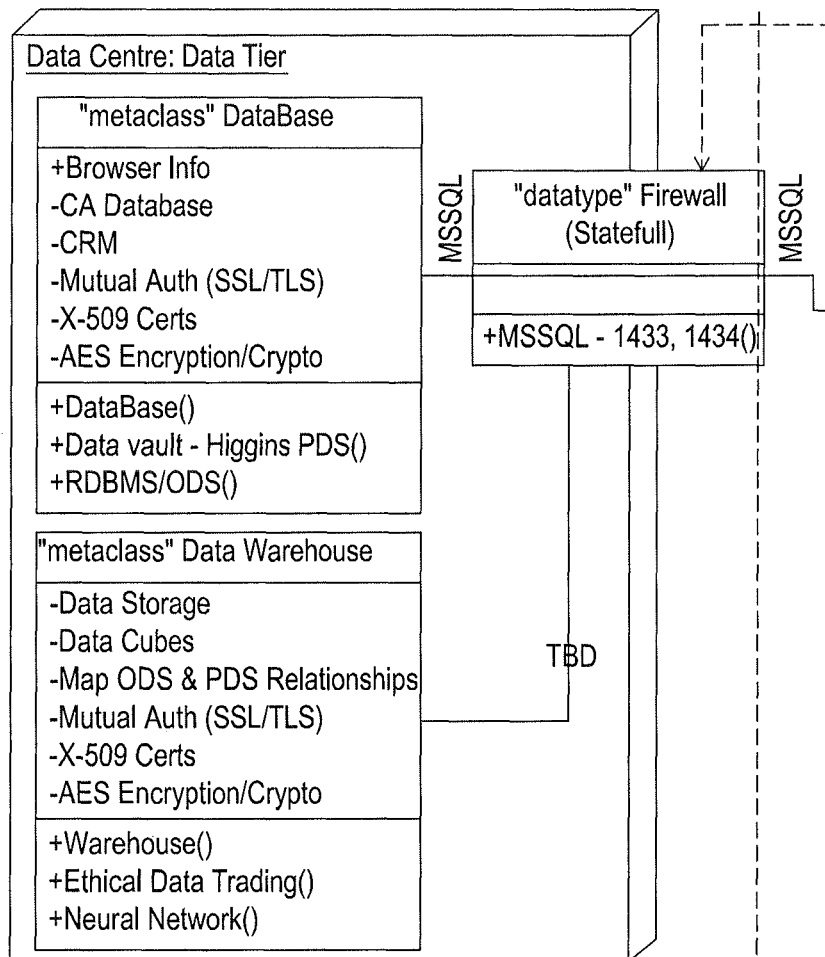 Data Centre: Data Tier
"metaclass" DataBase
+Browser Info
-CA Database
-CRM
-Mutual Auth (SSL/TLS)
-X-509 Certs
-AES Encryption/Crypto
+DataBase()
+Data vault - Higgins PDS()
+RDBMS/ODS()
MSSQL
"datatype" Firewall
(Statefull)
+MSSQL - 1433, 1434()
MSSQL
"metaclass" Data Warehouse
-Data Storage
-Data Cubes
-Map ODS & PDS Relationships
-Mutual Auth (SSL/TLS)
-X-509 Certs
-AES Encryption/Crypto
+Warehouse()
+Ethical Data Trading()
+Neural Network()
TBD